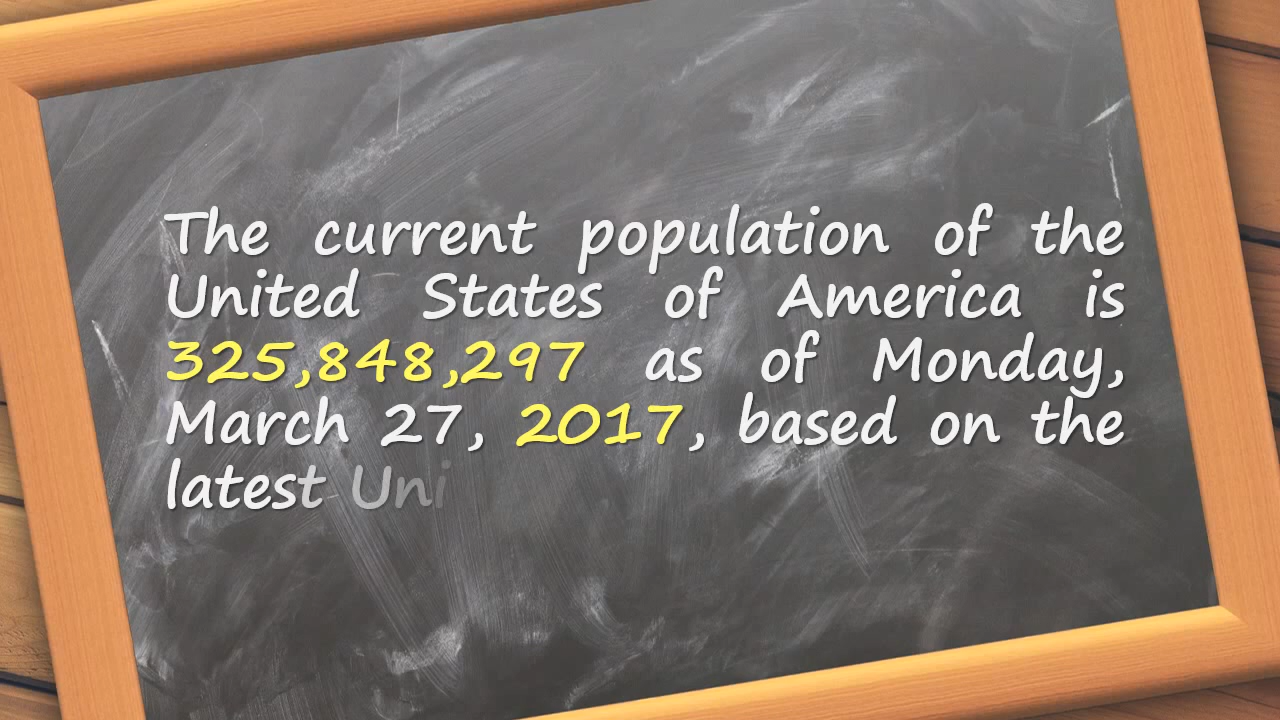 The current population of the
United States of America is
325,848,297 as of Monday,
March 27, 2017, based on the
latest Uni